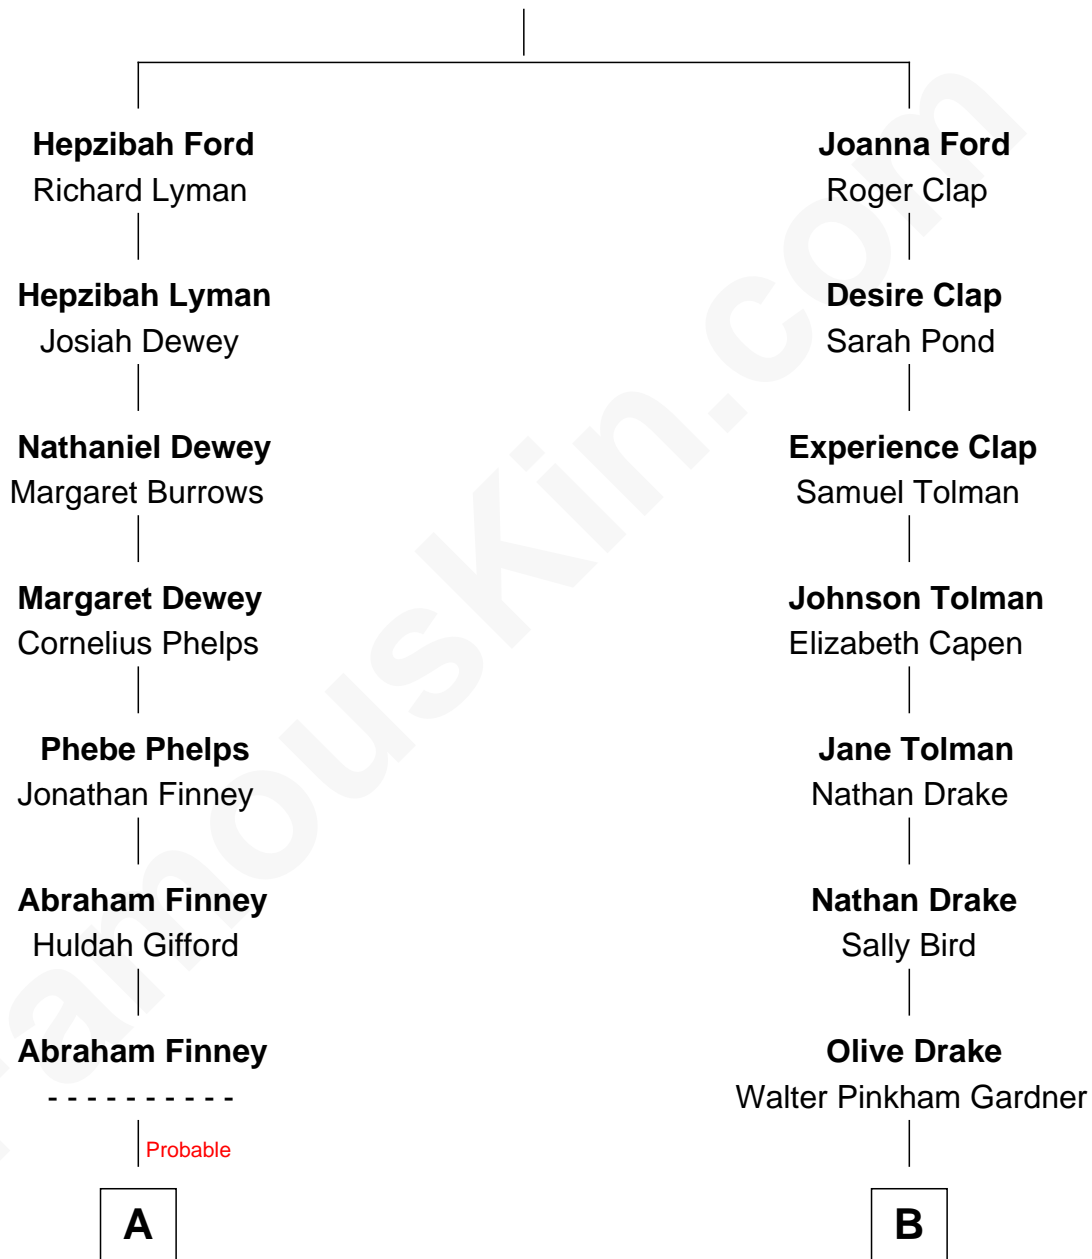 Hepzibah Ford
Richard Lyman
Hepzibah Lyman
Josiah Dewey
Nathaniel Dewey
Margaret Burrows
Margaret Dewey
Cornelius Phelps
Phebe Phelps
Jonathan Finney
Abraham Finney
Huldah Gifford
Abraham Finney
- - - - - - - - - -
Probable
A
Joanna Ford
Roger Clap
Desire Clap
Sarah Pond
Experience Clap
Samuel Tolman
Johnson Tolman
Elizabeth Capen
Jane Tolman
Nathan Drake
Nathan Drake
Sally Bird
Olive Drake
Walter Pinkham Gardner
B
FamousKin.com